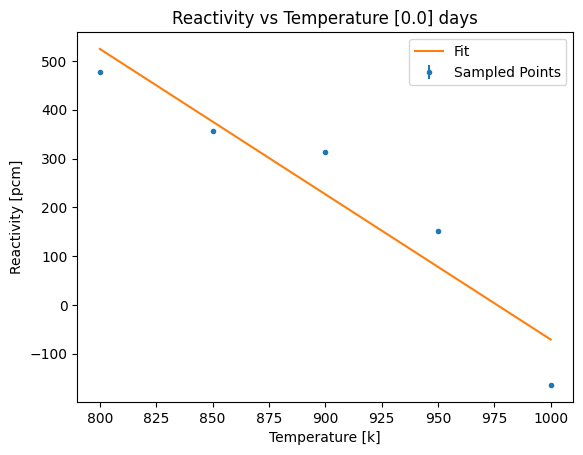 Reactivity vs Temperature [0.0] days
Fit
Sampled Points
Reactivity [pcm]
500
400
300
200
100
0
−100
800 825 850 875 900 925 950 975 1000
Temperature [k]